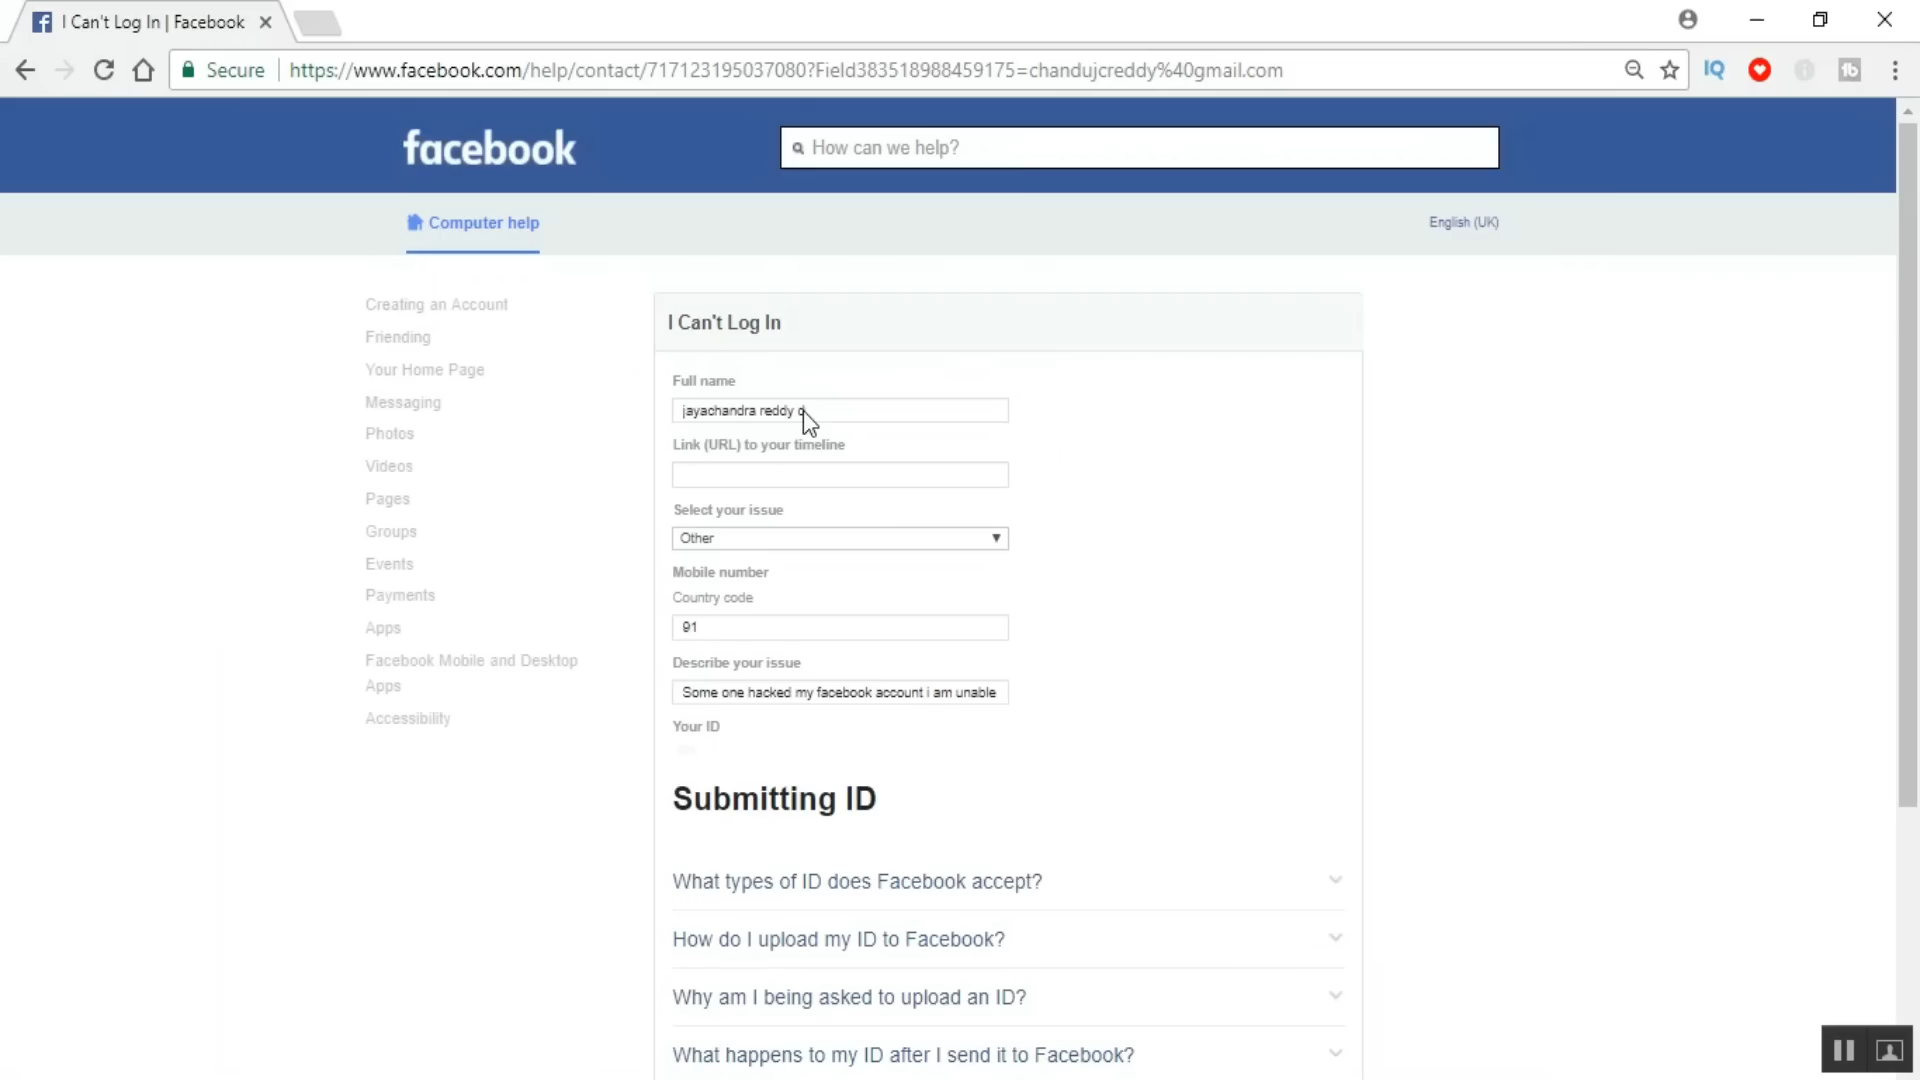 I Can't Log In | Facebook
Secure
https://www.facebook.com/help/contact/717123195037080?Field383518988459175=chandujcreddy%40gmail.com
IQ
facebook
How can we help?
Computer help
English (UK)
Creating an Account
Friending
Your Home Page
Messaging
Photos
Videos
Pages
Groups
Events
Payments
Apps
Facebook Mobile and Desktop
Apps
Accessibility
I Can't Log In
Full name
jayachandra reddy
Link (URL) to your timeline
Select your issue
Other
Mobile number
Country code
91
Describe your issue
Some one hacked my facebook account i am unable
Your ID
Submitting ID
What types of ID does Facebook accept?
How do I upload my ID to Facebook?
Why am I being asked to upload an ID?
What happens to my ID after I send it to Facebook?